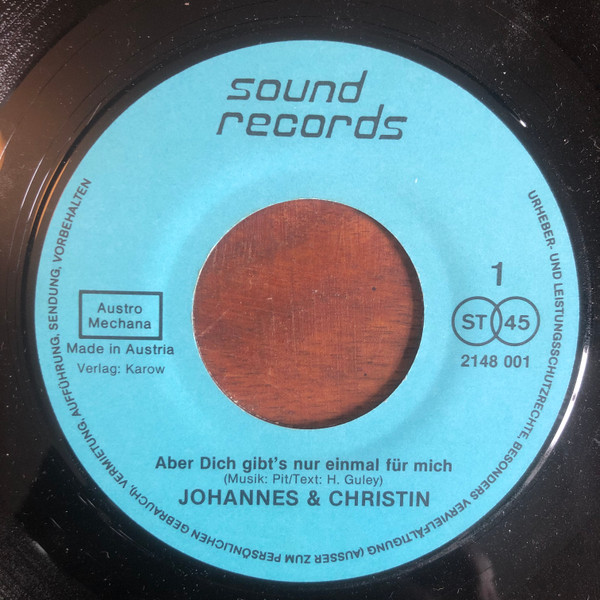 sound
records
Austro
Mechana
Made in Austria
Verlag: Karow
1
ST 45
2148 001
Aber Dich gibt's nur einmal für mich
(Musik: Pit/Text: H. Guley)
JOHANNES & CHRISTIN
URHEBER- UND LEISTUNGSSCHUTZRECHTE, BESONDERS VERVIELFÄLTIGUNG (AUSSER ZUM PERSÖNLICHEN GEBRAUCH), VERMIETUNG, AUFFÜHRUNG, SENDUNG, VORBEHALTEN